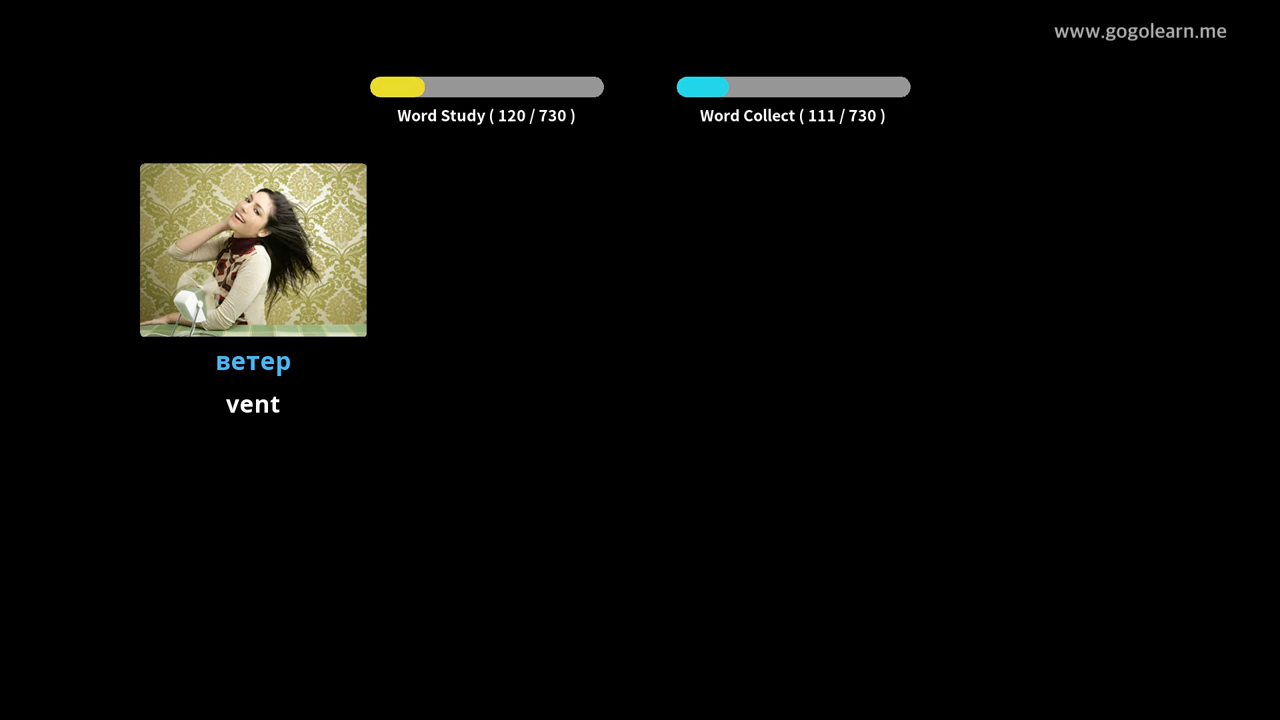 www.gogolearn.me
Word Study ( 120 / 730 )
Word Collect ( 111 / 730 )
ветер
vent